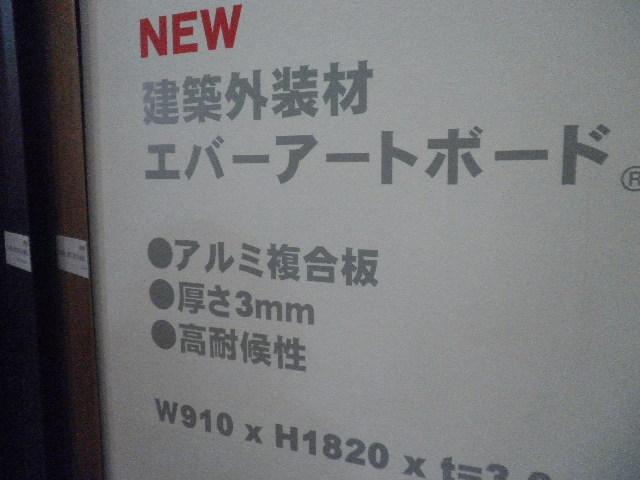 NEW
建築外装材
エバーアートボード®
●アルミ複合板
●厚さ3mm
●高耐候性
W910 x H1820 x t=3.